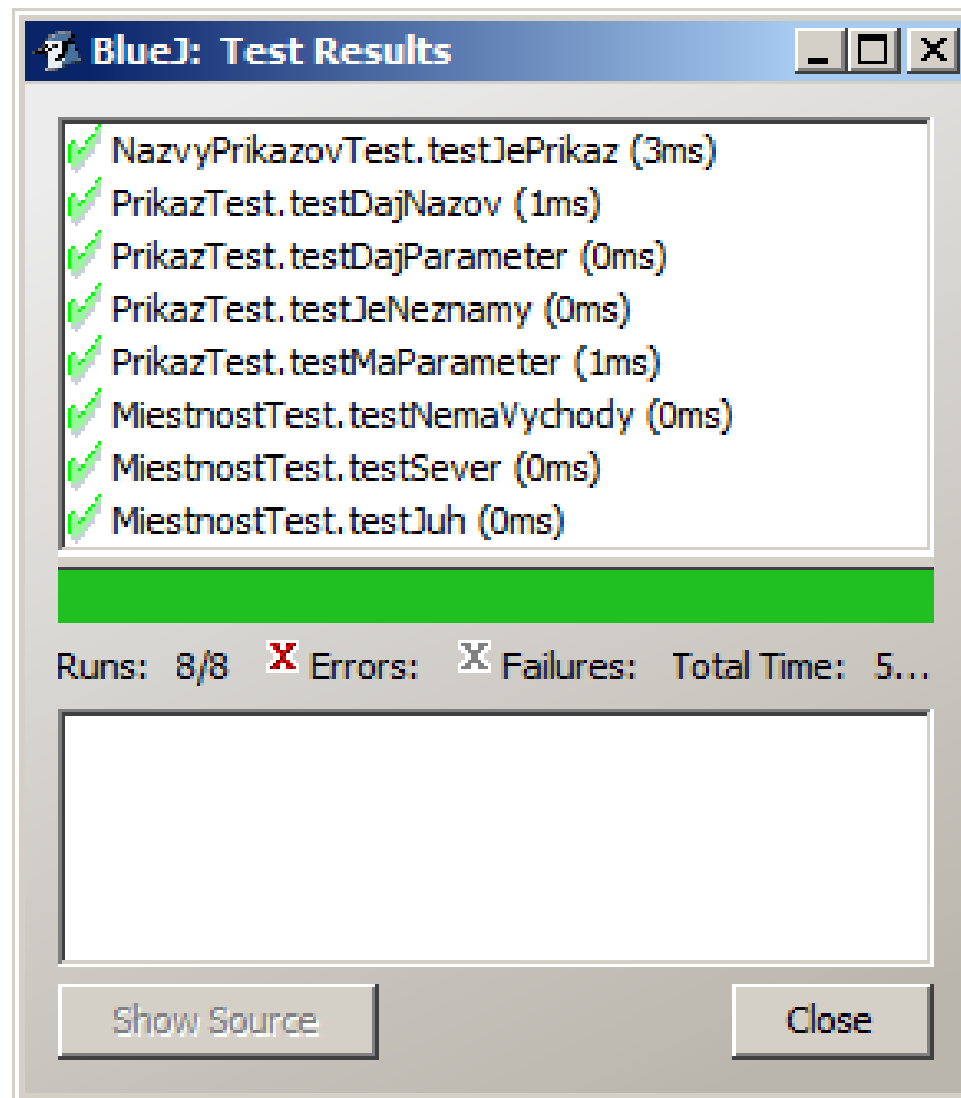 BlueJ: Test Results
NazvyPrikazovTest.testJePrikaz (3ms)
PrikazTest.testDajNazov (1ms)
PrikazTest.testDajParameter (0ms)
PrikazTest.testJeNeznamy (0ms)
PrikazTest.testMaParameter (1ms)
MiestnostTest.testNemaVychody (0ms)
MiestnostTest.testSever (0ms)
MiestnostTest.testJuh (0ms)
Runs: 8/8 X Errors: X Failures: Total Time: 5...
Show Source Close